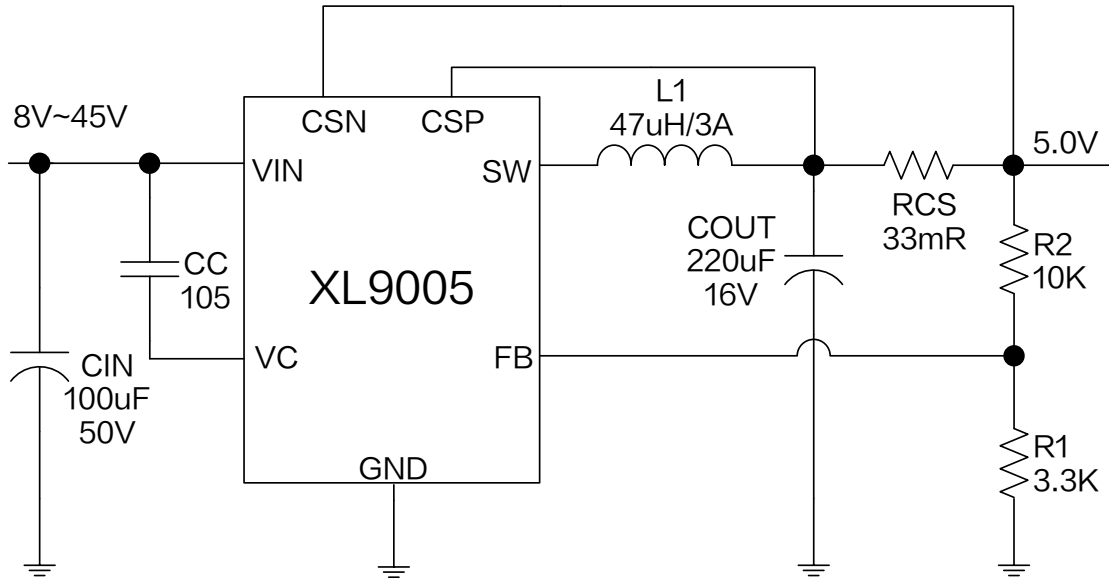 8V~45V
CSN
CSP
L1
47uH/3A
5.0V
VIN
SW
RCS
33mR
CC
105
XL9005
COUT
220uF
16V
R2
10K
VC
FB
CIN
100uF
50V
GND
R1
3.3K